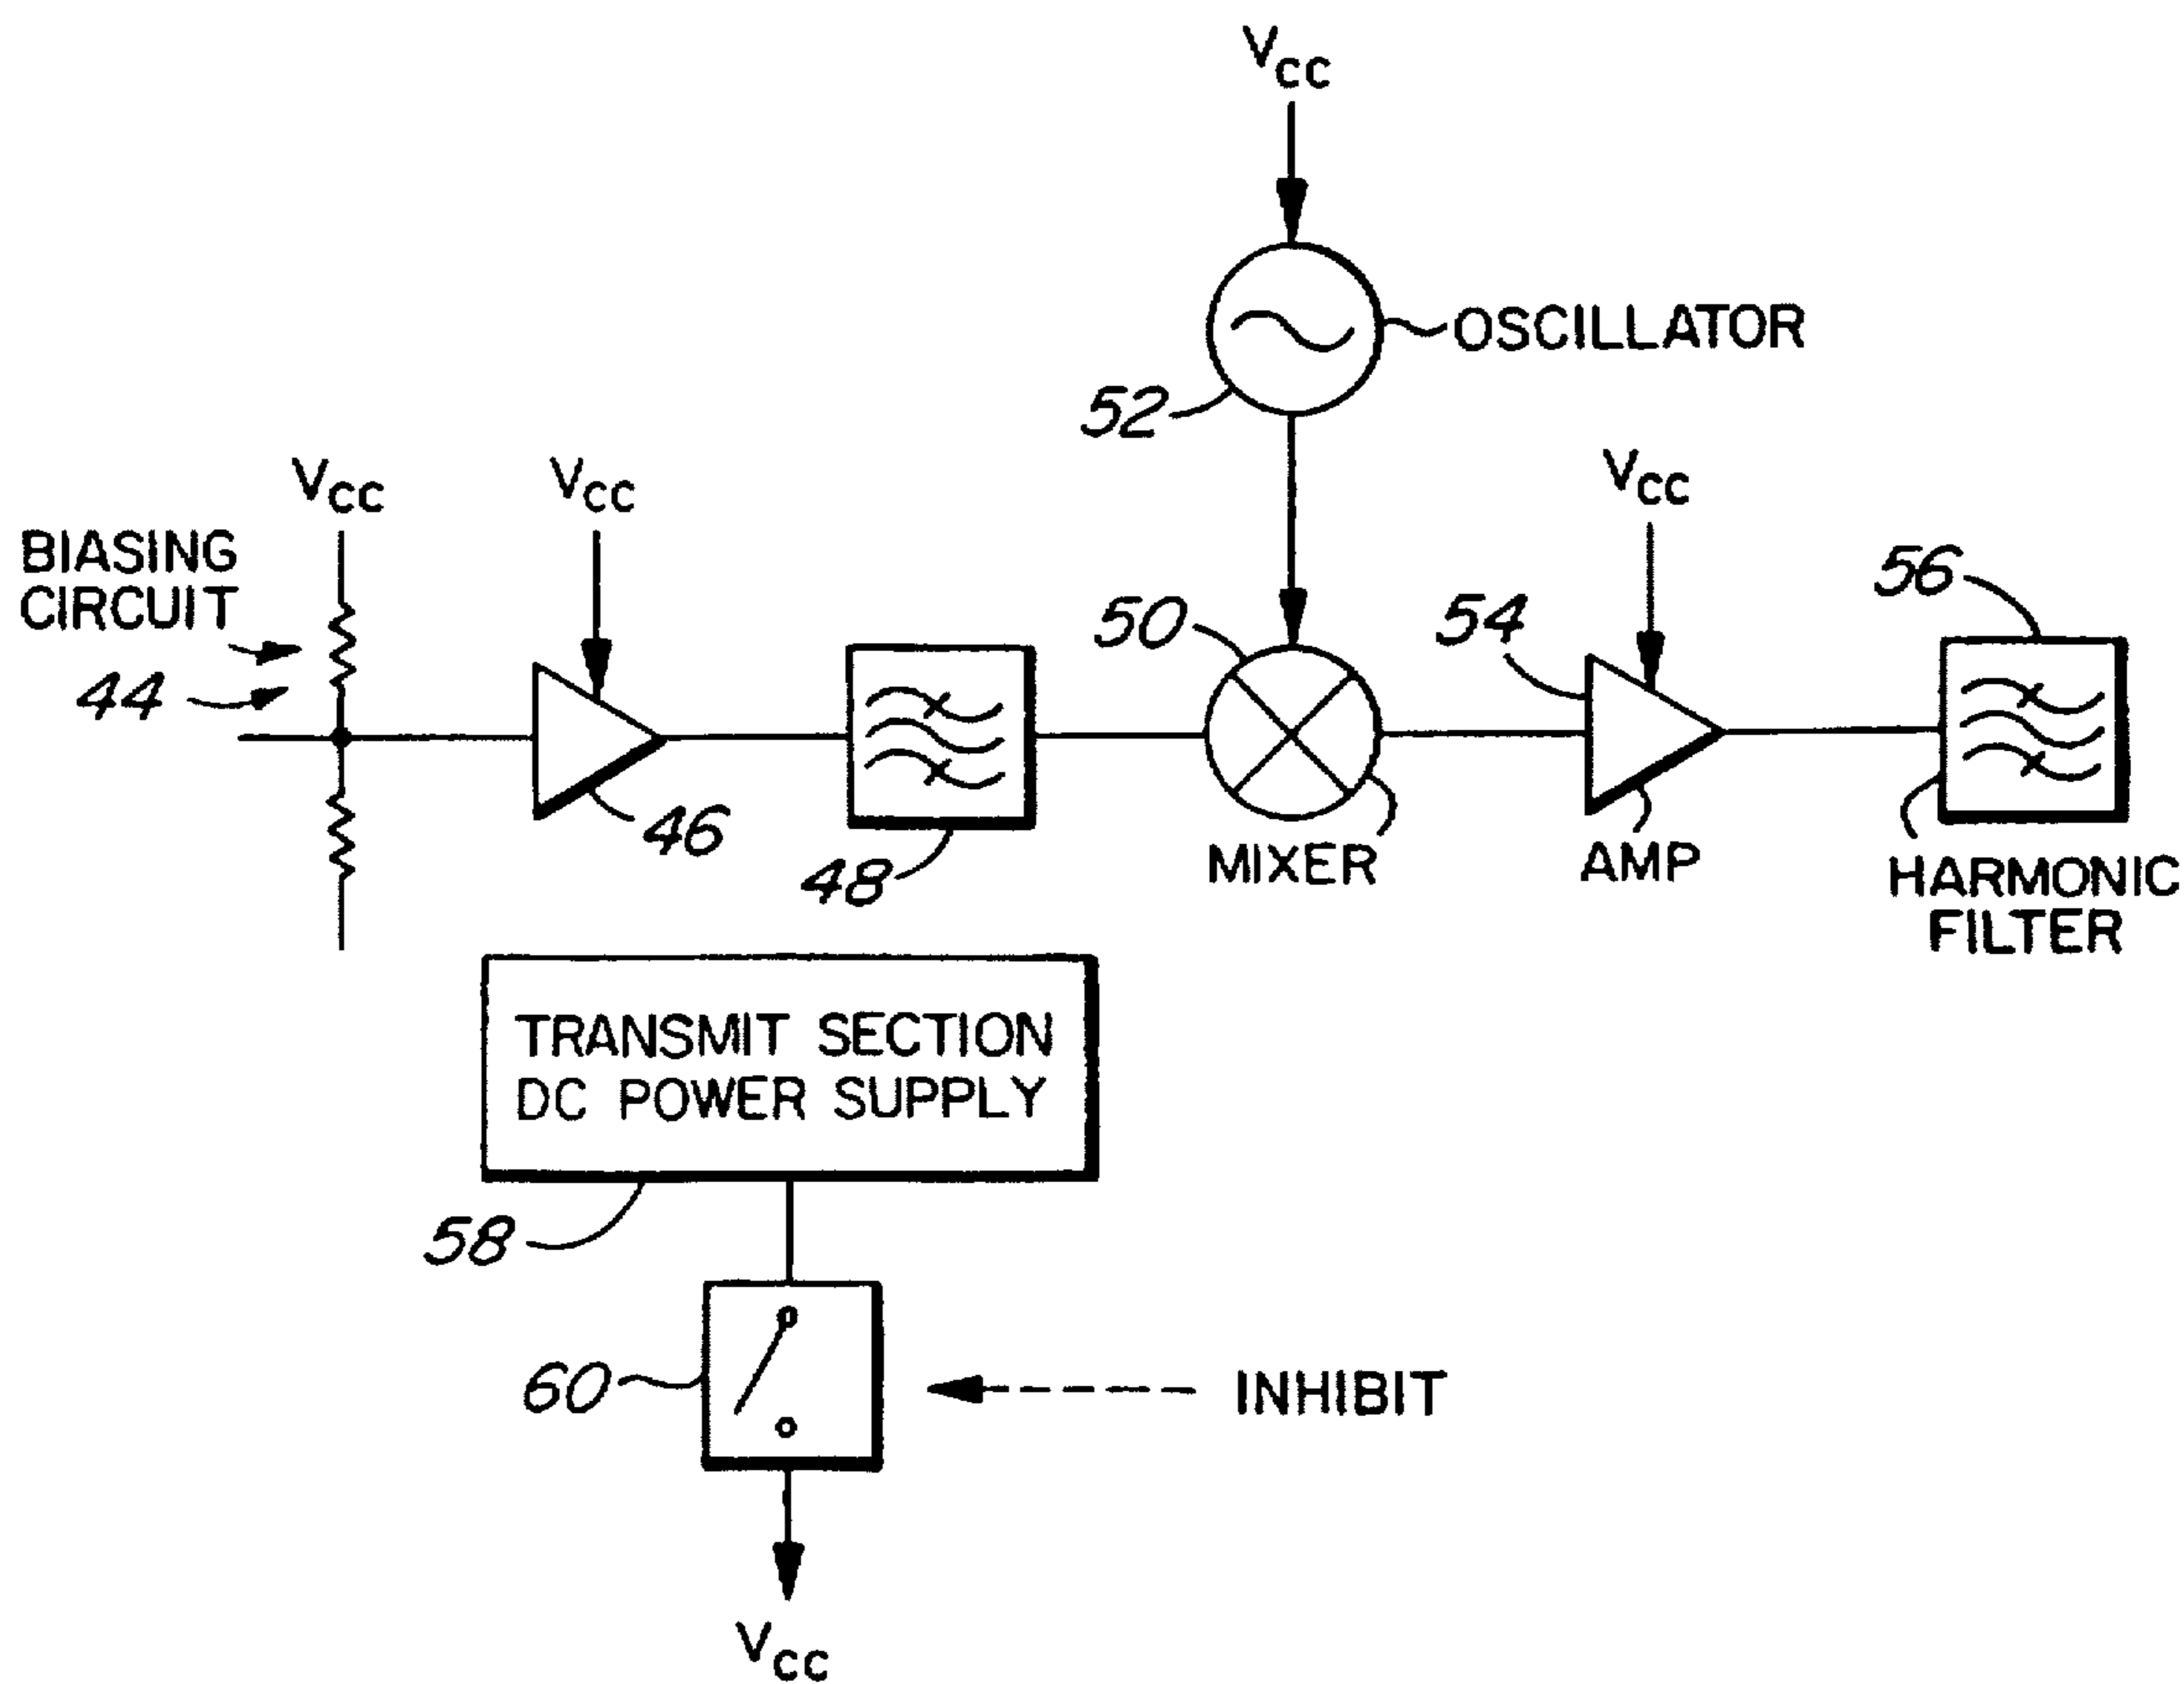 VCC
OSCILLATOR
52
VCC
VCC
VCC
BIASING
CIRCUIT
44
50
54
56
46
48
MIXER
AMP
HARMONIC
FILTER
TRANSMIT SECTION
DC POWER SUPPLY
58
60
INHIBIT
VCC